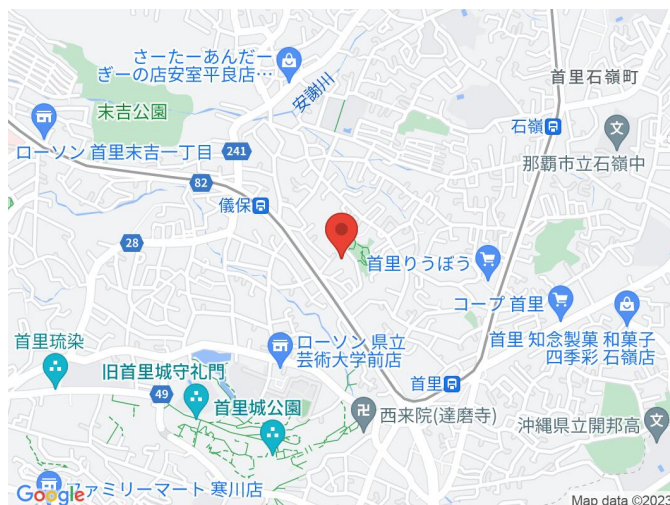 さーたーあんだー
ぎーの店安室平良店…
安謝川
首里石嶺町
末吉公園
石嶺
ローソン 首里末吉一丁目
241
那覇市立石嶺中
82
儀保
28
首里りうぼう
コープ 首里
首里琉染
ローソン 県立
芸術大学前店
首里 知念製菓 和菓子
四季彩 石嶺店
旧首里城守礼門
首里
49
首里城公園
西来院(達磨寺)
沖縄県立開邦高
ファミリーマート 寒川店
Google
Map data ©2023